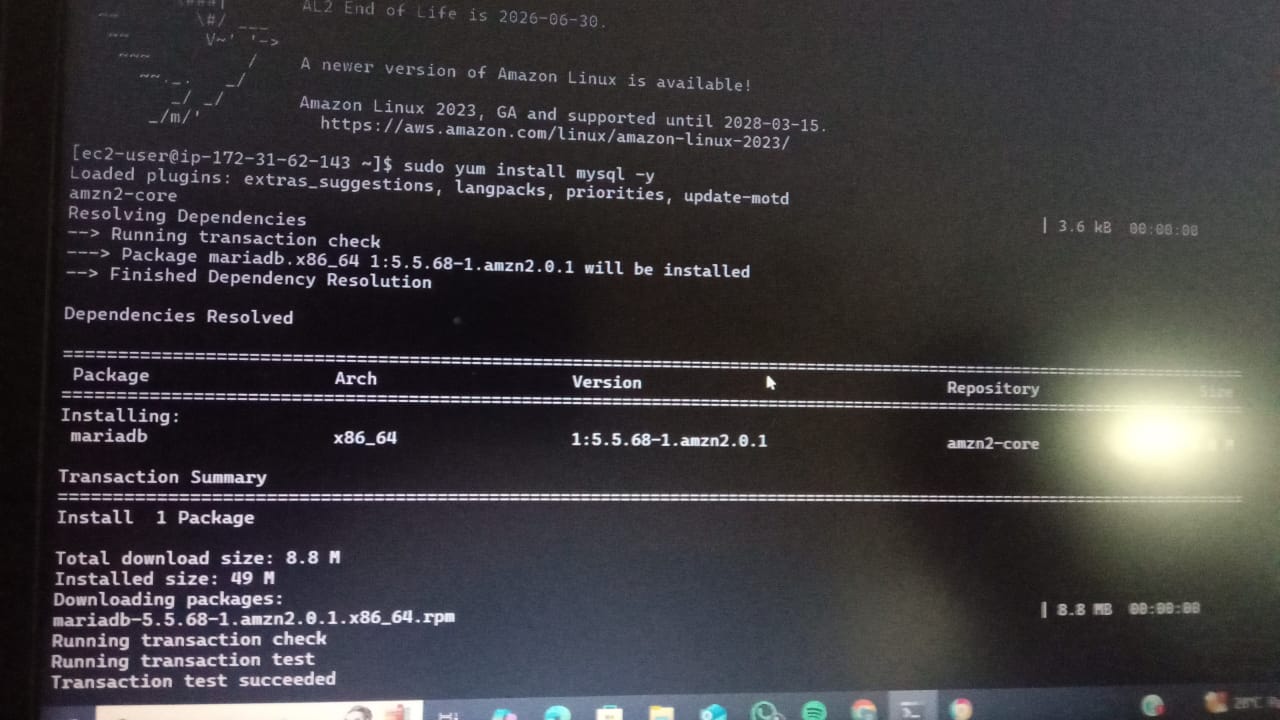 AL2 End of Life is 2026-06-30.
A newer version of Amazon Linux is available!
Amazon Linux 2023, GA and supported until 2028-03-15.
https://aws.amazon.com/linux/amazon-linux-2023/
[ec2-user@ip-172-31-62-143 ~]$ sudo yum install mysql -y
Loaded plugins: extras_suggestions, langpacks, priorities, update-motd
amzn2-core | 3.6 kB 00:00:00
Resolving Dependencies
--> Running transaction check
---> Package mariadb.x86_64 1:5.5.68-1.amzn2.0.1 will be installed
--> Finished Dependency Resolution
Dependencies Resolved
Package Arch Version Repository Size
Installing:
mariadb x86_64 1:5.5.68-1.amzn2.0.1 amzn2-core
Transaction Summary
Install 1 Package
Total download size: 8.8 M
Installed size: 49 M
Downloading packages:
mariadb-5.5.68-1.amzn2.0.1.x86_64.rpm | 8.8 MB 00:00:00
Running transaction check
Running transaction test
Transaction test succeeded
28°C